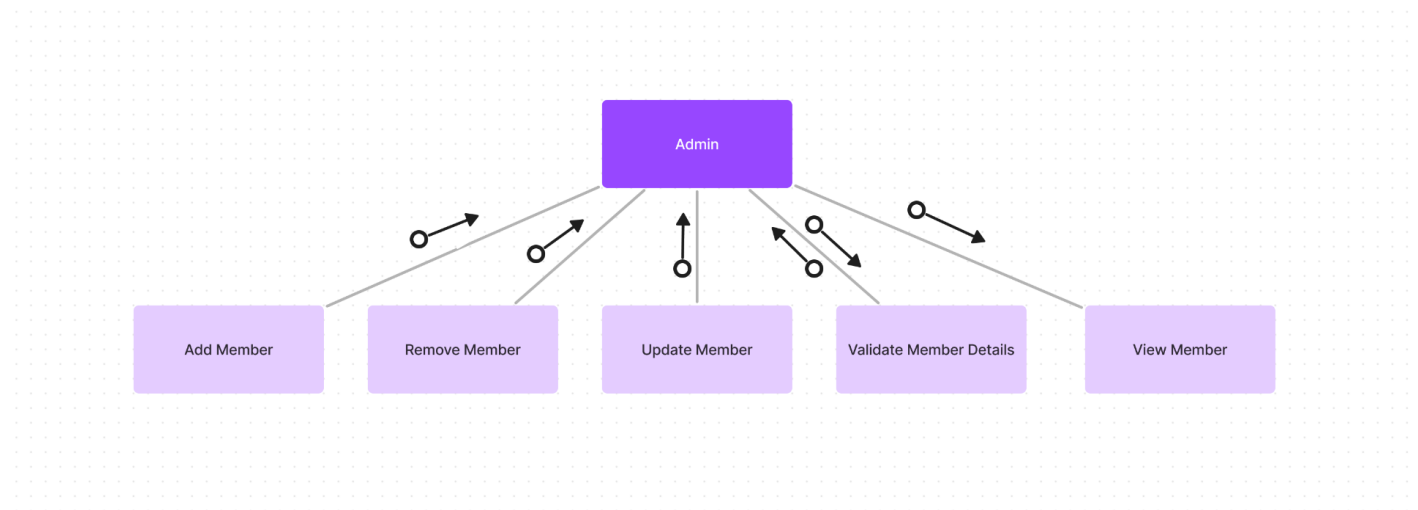 Admin
Add Member
Remove Member
Update Member
Validate Member Details
View Member